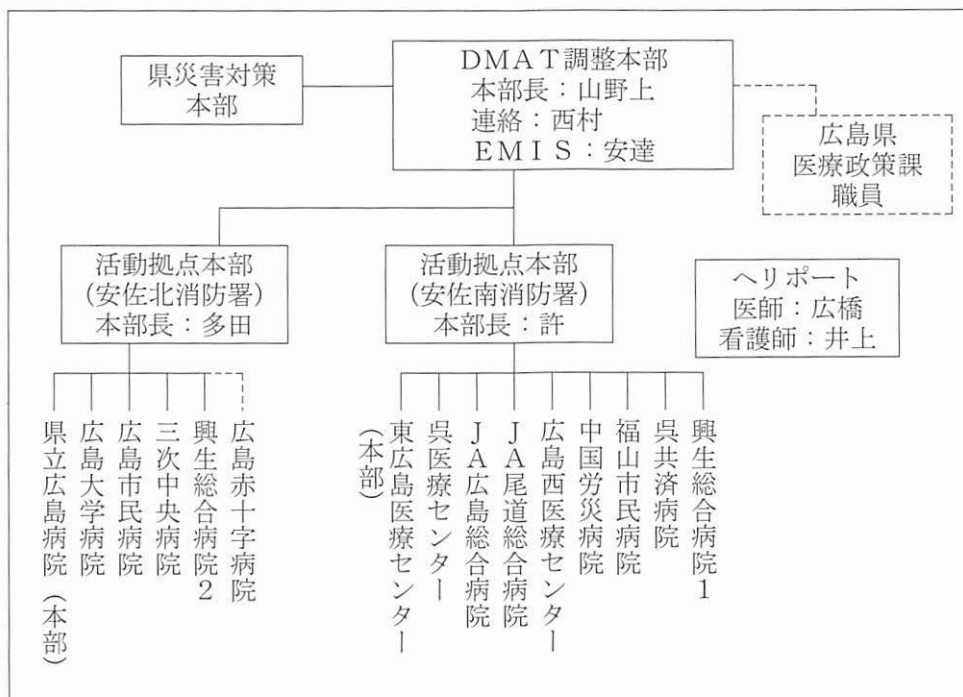 県災害対策
本部
DMAT調整本部
本部長：山野上
連絡：西村
EMIS：安達
広島県
医療政策課
職員
活動拠点本部
(安佐北消防署)
本部長：多田
活動拠点本部
(安佐南消防署)
本部長：許
ヘリポート
医師：広橋
看護師：井上
県立広島病院（本部）
広島大学病院
広島市民病院
三次中央病院
興生総合病院2
広島赤十字病院
東広島医療センター
（本部）
呉医療センター
JA広島総合病院
JA尾道総合病院
広島西医療センター
中国労災病院
福山市民病院
呉共済病院
興生総合病院1